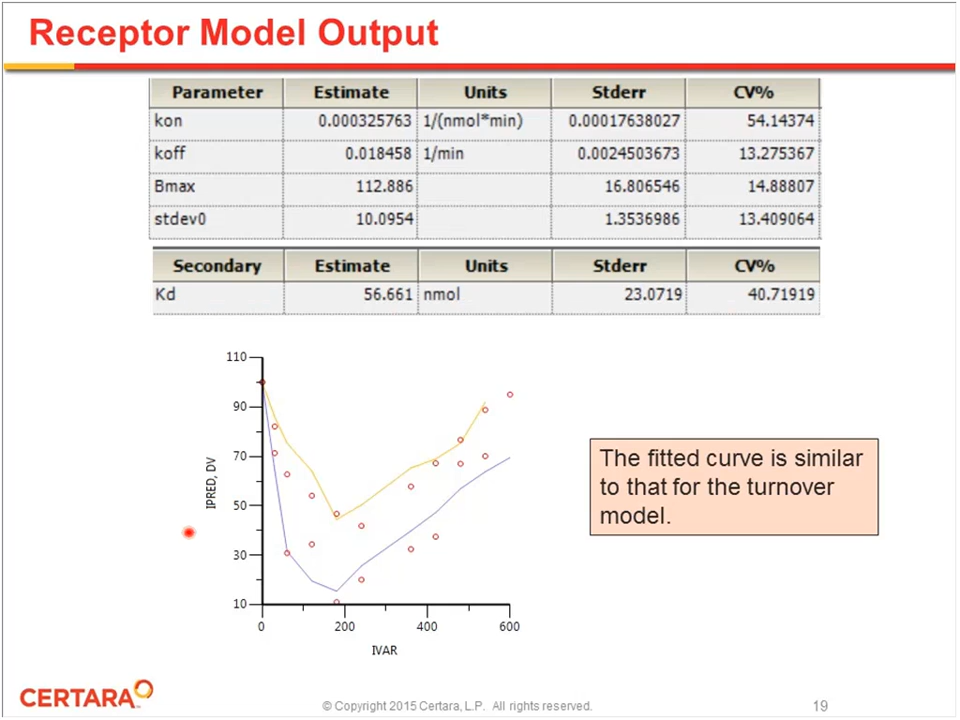 Receptor Model Output
Parameter Estimate Units Stderr CV%
kon 0.000325763 1/(nmol*min) 0.00017638027 54.14374
koff 0.018458 1/min 0.0024503673 13.275367
Bmax 112.886 16.806546 14.88807
stdev0 10.0954 1.3536986 13.409064
Secondary Estimate Units Stderr CV%
Kd 56.661 nmol 23.0719 40.71919
110
90
70
50
30
10
IPRED, DV
0 200 400 600
IVAR
The fitted curve is similar
to that for the turnover
model.
CERTARA
© Copyright 2015 Certara, L.P. All rights reserved.
19